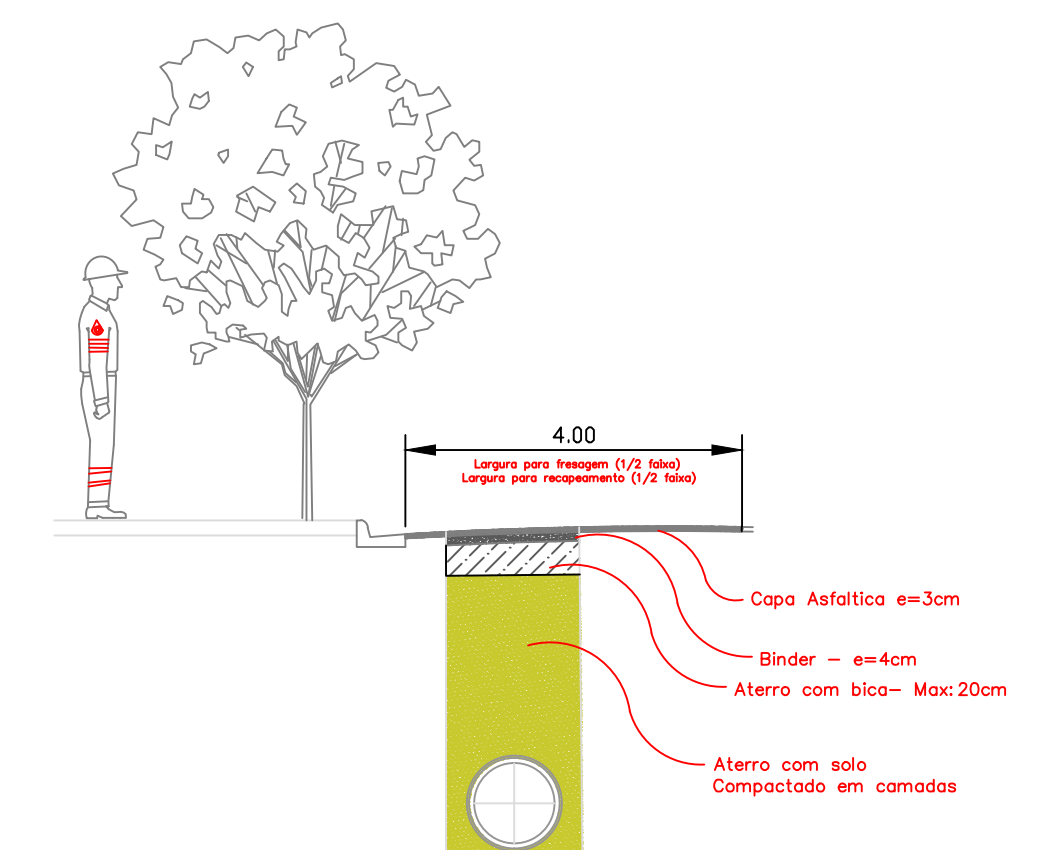 4.00
Largura para fresagem (1/2 faixa)
Largura para recapeamento (1/2 faixa)
Capa Asfaltica e=3cm
Binder – e=4cm
Aterro com bica– Max: 20cm
Aterro com solo
Compactado em camadas